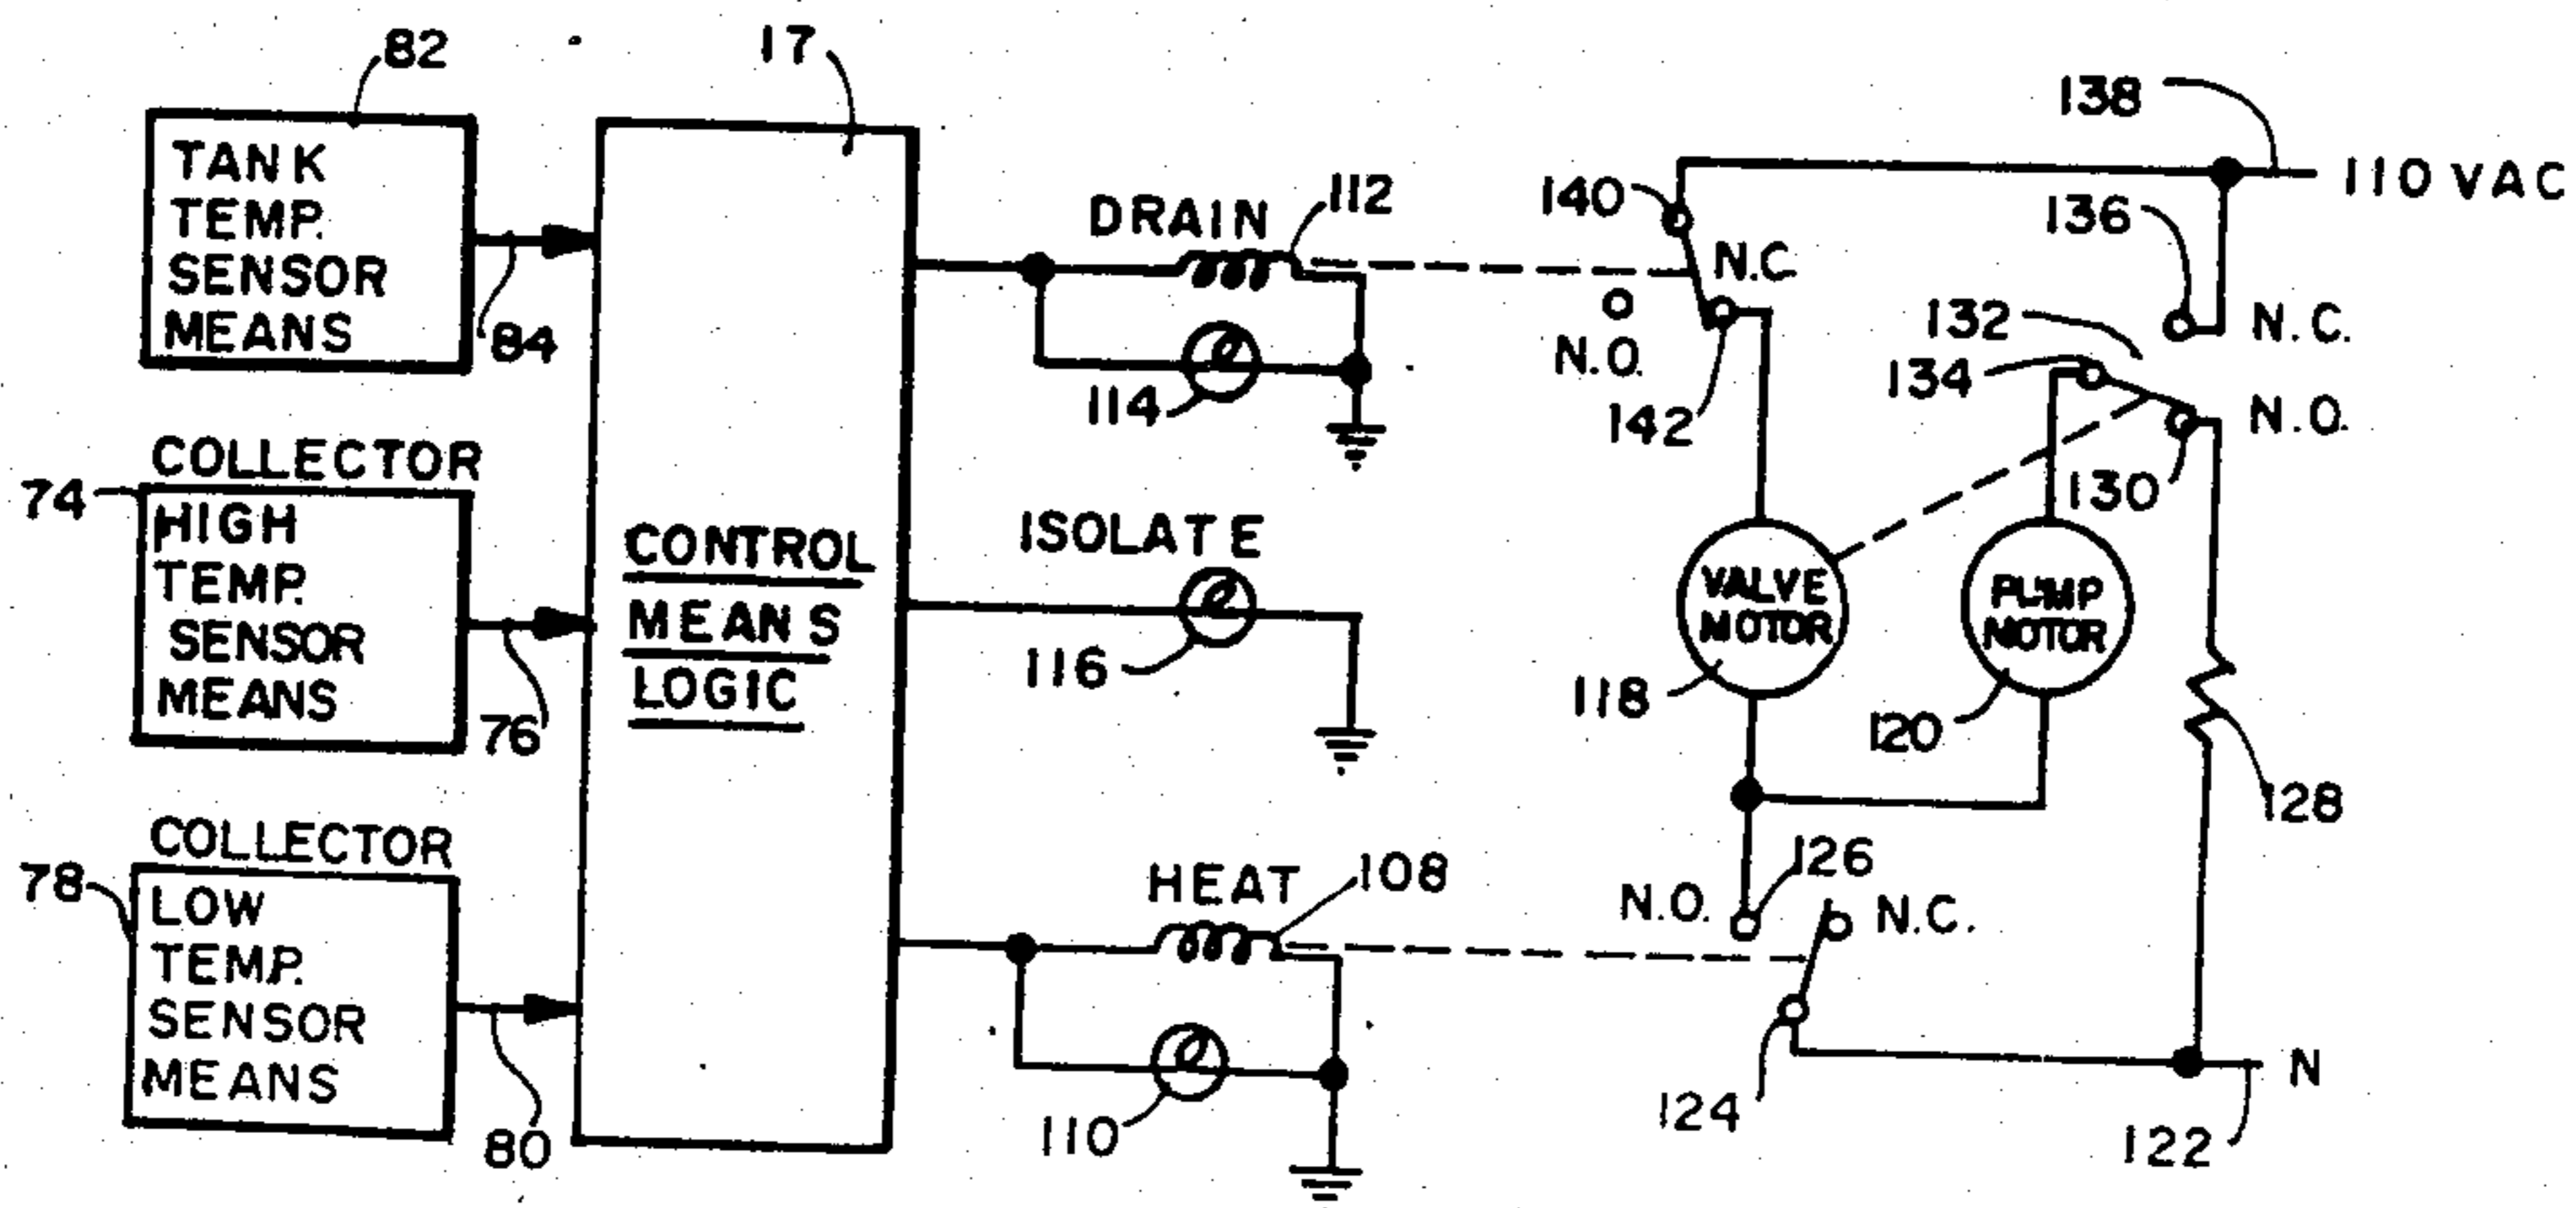 82
17
138
TANK
TEMP.
SENSOR
MEANS
84
DRAIN
112
140
N.C.
N.O.
142
114
110 VAC
136
N.C.
132
134
N.O.
130
COLLECTOR
74
HIGH
TEMP.
SENSOR
MEANS
76
CONTROL
MEANS
LOGIC
ISOLATE
116
VALVE
MOTOR
118
PUMP
MOTOR
120
128
COLLECTOR
78
LOW
TEMP.
SENSOR
MEANS
80
HEAT
108
110
N.O.
126
N.C.
124
N
122